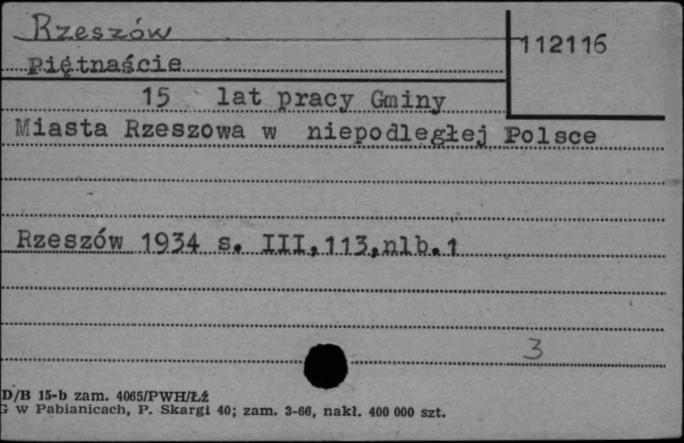 Rzeszów
112116
Piętnaście
15 lat pracy Gminy
Miasta Rzeszowa w niepodległej Polsce
Rzeszów 1934 s. III,113,nlb.1
3
D/B 15-b zam. 4065/PWH/Łź
G w Pabianicach, P. Skargi 40; zam. 3-66, nakł. 400 000 szt.